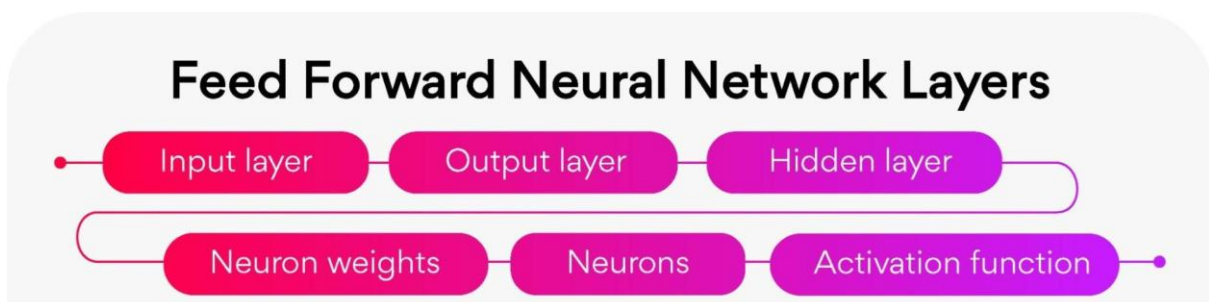 Feed Forward Neural Network Layers
Input layer
Output layer
Hidden layer
Neuron weights
Neurons
Activation function